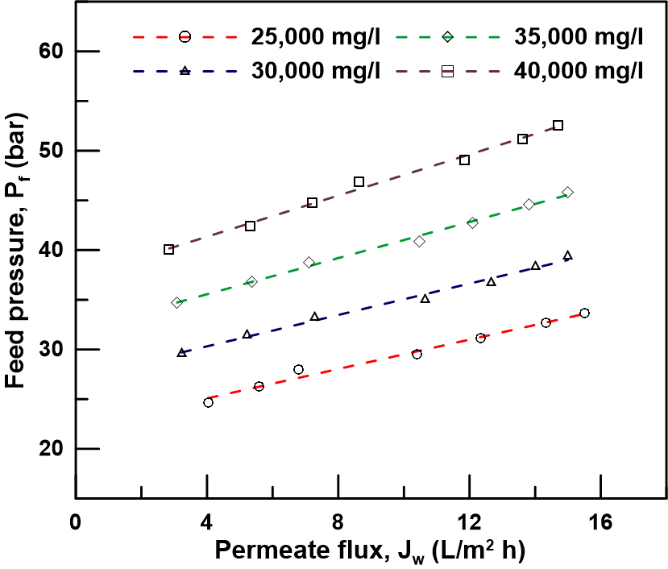 25,000 mg/l 35,000 mg/l
30,000 mg/l 40,000 mg/l
60
50
40
30
20
Feed pressure, Pf (bar)
0 4 8 12 16
Permeate flux, Jw (L/m² h)